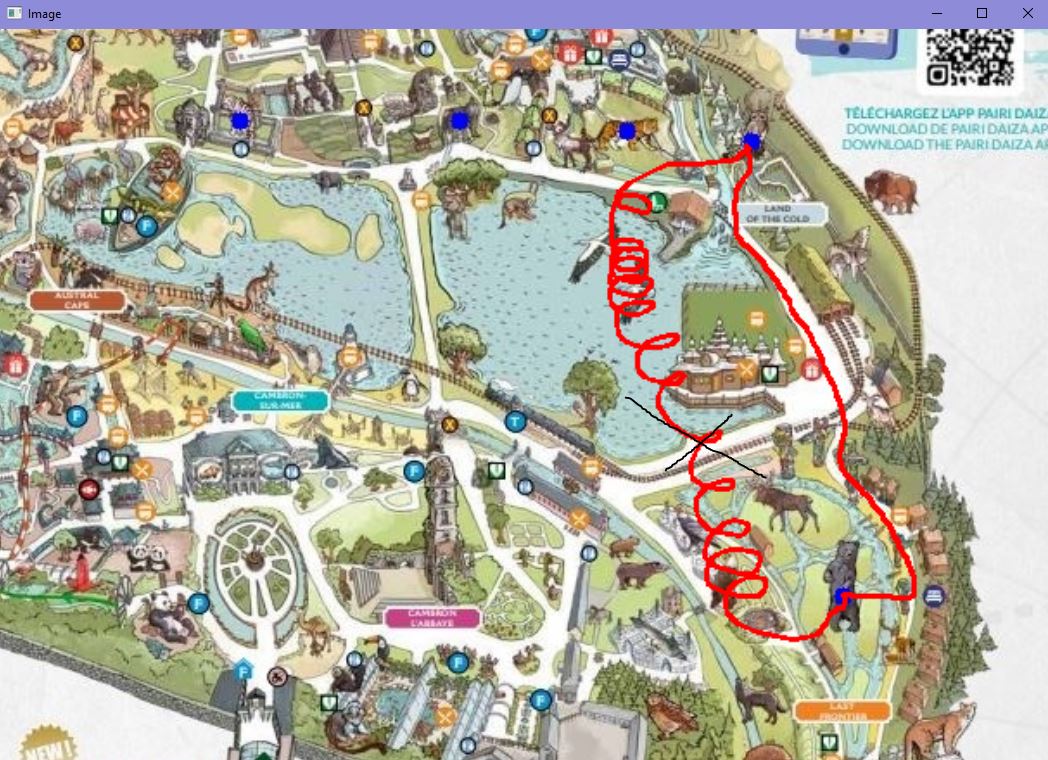 Image
TÉLÉCHARGEZ L'APP PAIRI DAIZA
DOWNLOAD DE PAIRI DAIZA AP
DOWNLOAD THE PAIRI DAIZA AP
LAND
OF THE COLD
AUSTRAL
CAPE
CAMBRON-
SUR-MER
CAMBRON
L'ABBAYE
LAST
FRONTIER
NEW!
X
X
X
X
F
F
F
F
F
F
F
F
T